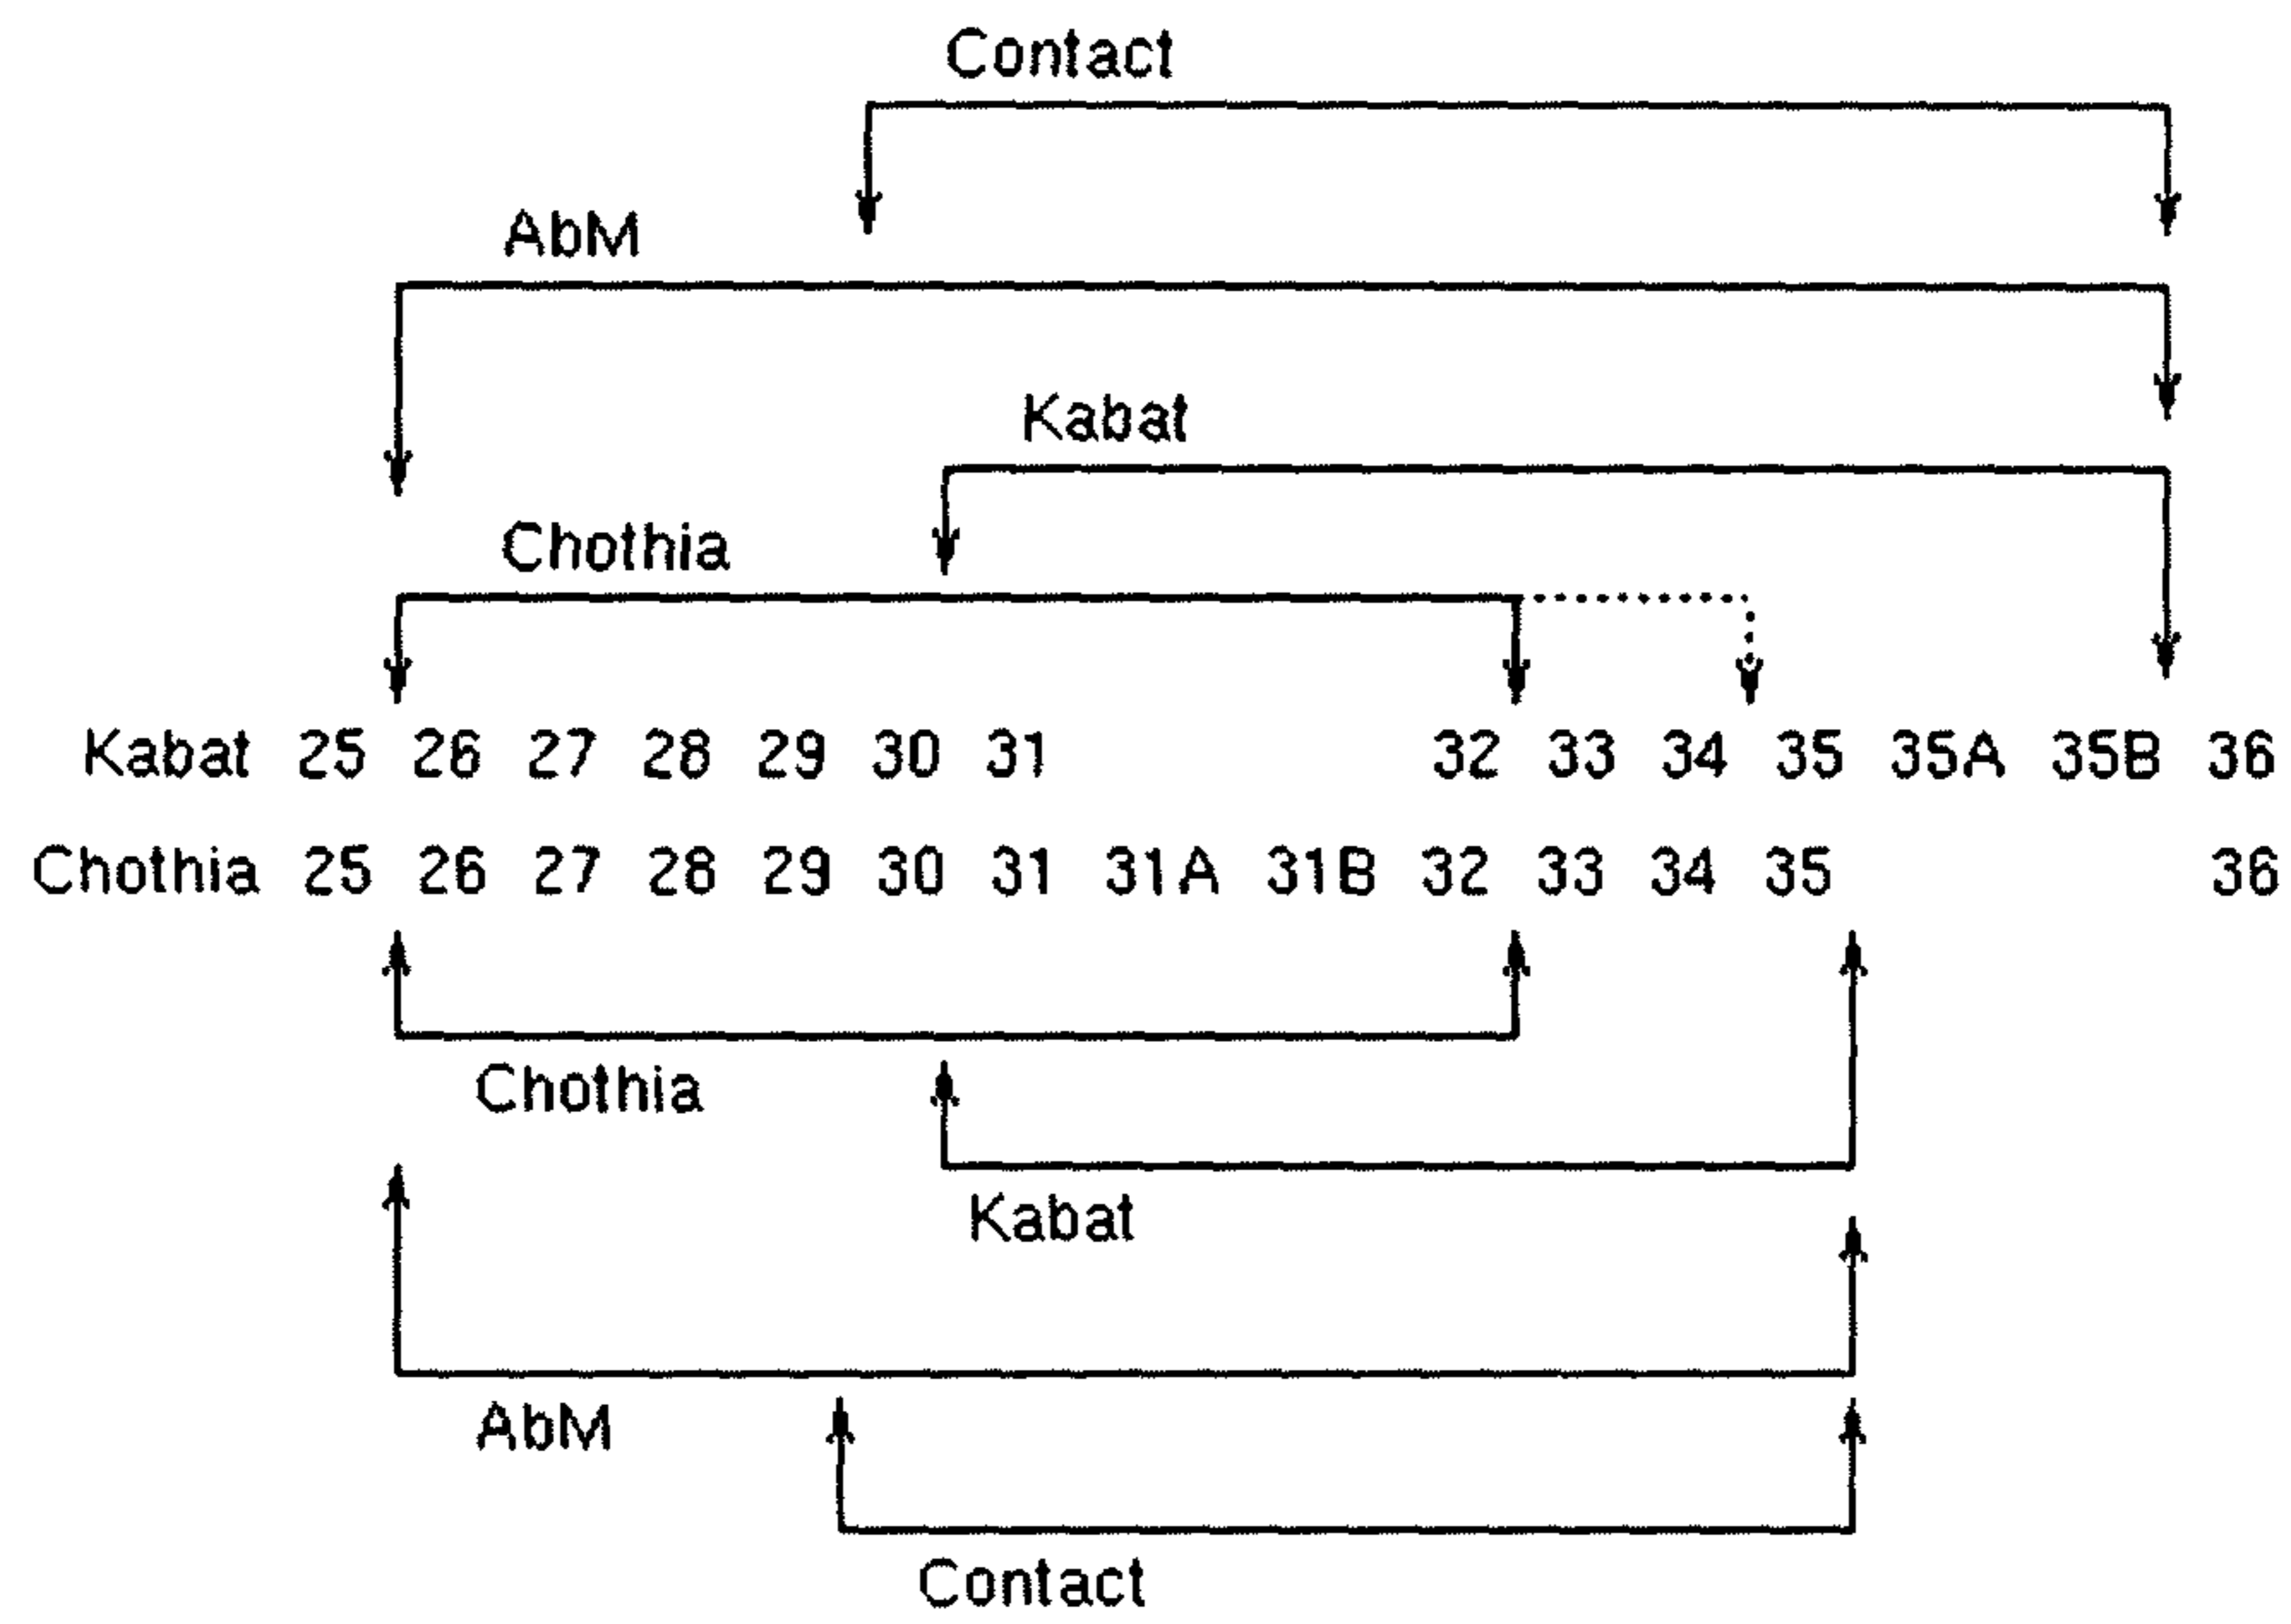 Contact
AbM
Kabat
Chothia
Kabat 25 26 27 28 29 30 31 32 33 34 35 35A 35B 36
Chothia 25 26 27 28 29 30 31 31A 31B 32 33 34 35 36
Chothia
Kabat
AbM
Contact